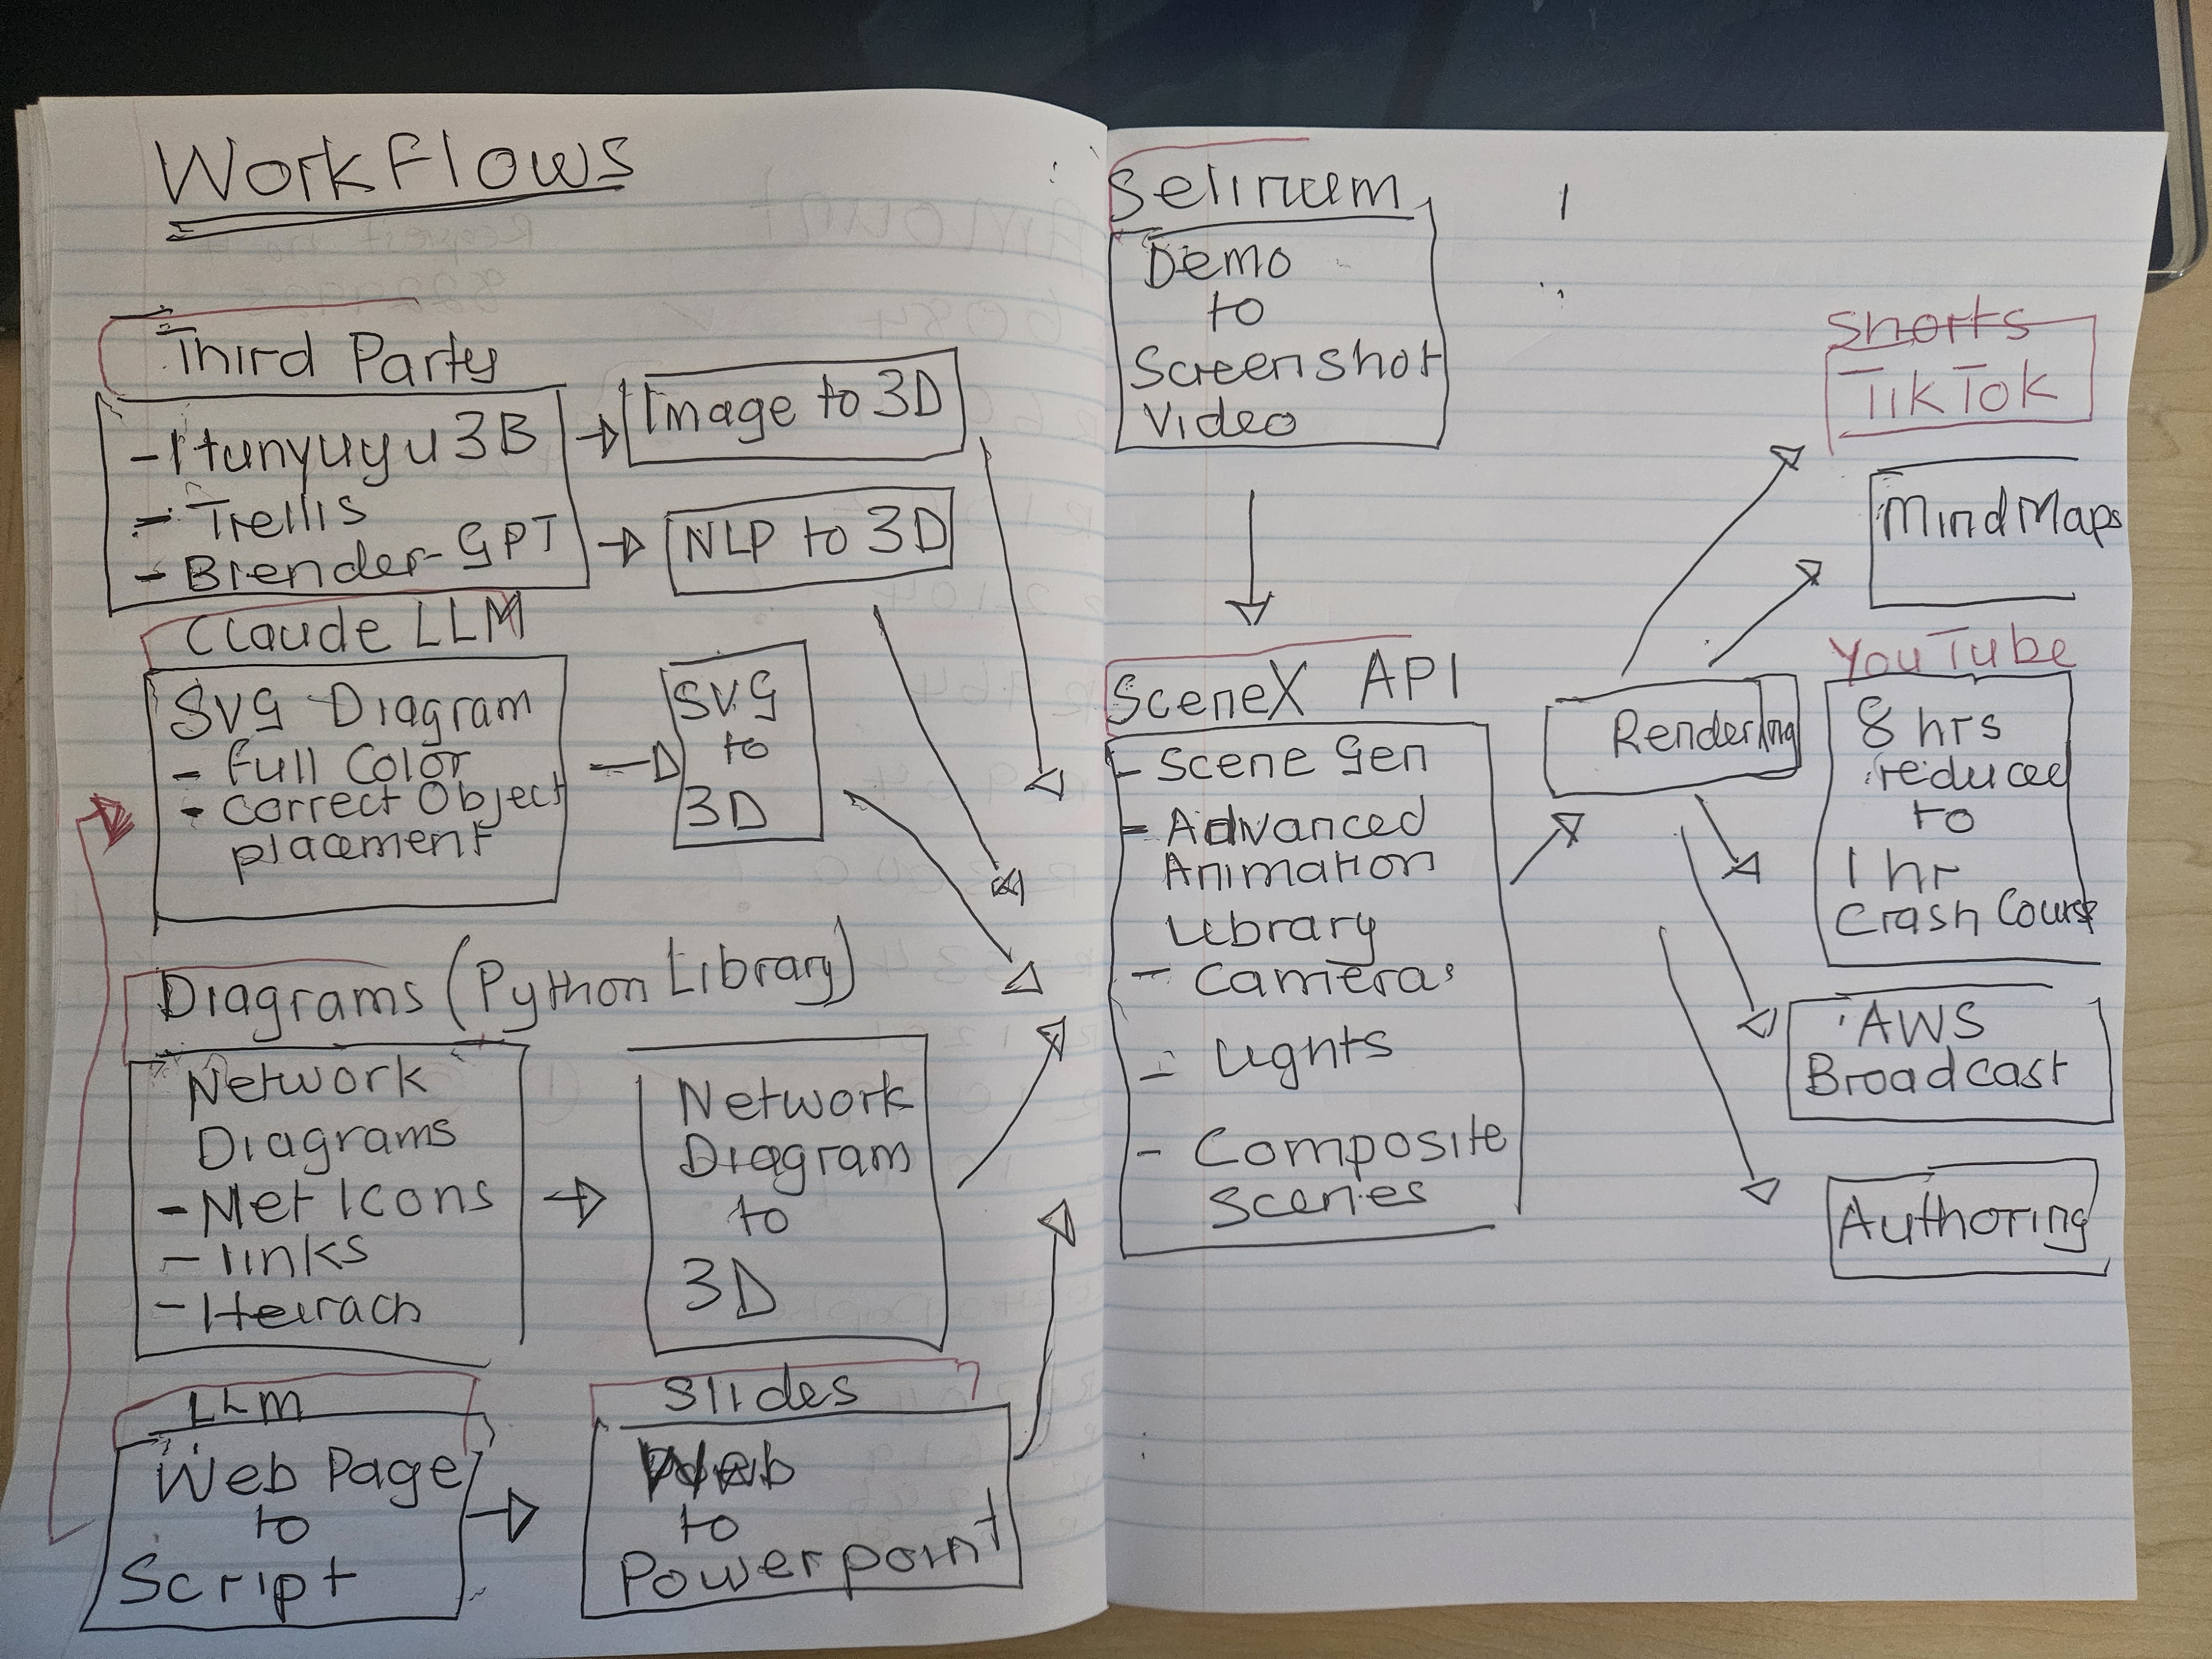 WorkFlows
Third Party
- Hunyuyu 3B
- Trellis
- Brender-GPT
Image to 3D
NLP to 3D
Claude LLM
SVG Diagram
- Full Color
- Correct Object
placement
SVG
to
3D
Diagrams (Python Library)
Network
Diagrams
- Net Icons
- links
- Heirach
Network
Diagram
to
3D
LLM
Web Page
to
Script
Slides
Web
to
Powerpoint
Selinum
Demo
to
Screenshot
Video
SceneX API
- Scene Gen
- Advanced
Animation
Library
- Cameras
- Lights
- Composite
Scenes
Rendering
Shorts
TikTok
MindMaps
YouTube
8 hrs
reduced
to
1 hr
Crash Course
AWS
Broadcast
Authoring